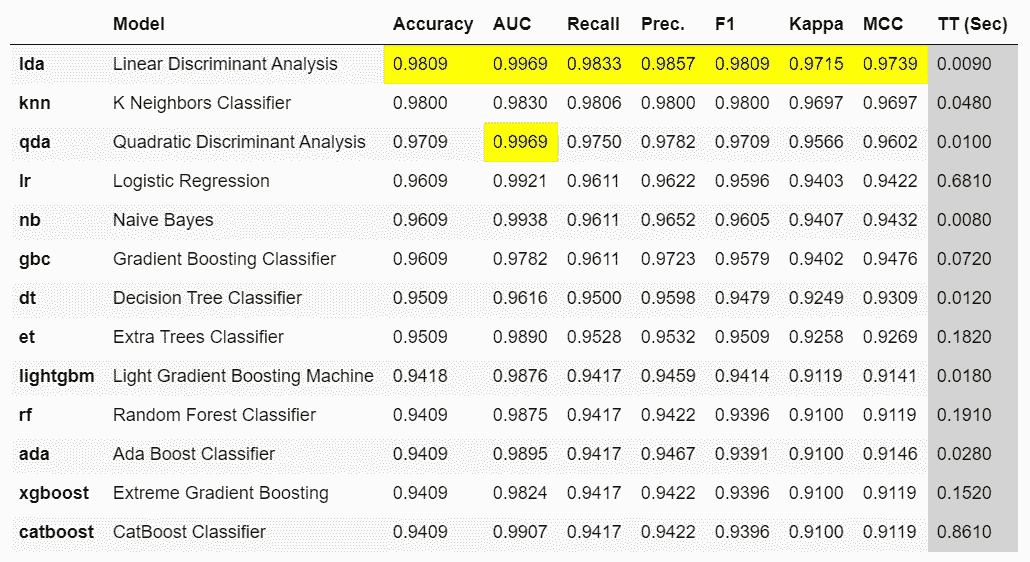 Model Accuracy AUC Recall Prec. F1 Kappa MCC TT (Sec)
lda Linear Discriminant Analysis 0.9809 0.9969 0.9833 0.9857 0.9809 0.9715 0.9739 0.0090
knn K Neighbors Classifier 0.9800 0.9830 0.9806 0.9800 0.9800 0.9697 0.9697 0.0480
qda Quadratic Discriminant Analysis 0.9709 0.9969 0.9750 0.9782 0.9709 0.9566 0.9602 0.0100
lr Logistic Regression 0.9609 0.9921 0.9611 0.9622 0.9596 0.9403 0.9422 0.6810
nb Naive Bayes 0.9609 0.9938 0.9611 0.9652 0.9605 0.9407 0.9432 0.0080
gbc Gradient Boosting Classifier 0.9609 0.9782 0.9611 0.9723 0.9579 0.9402 0.9476 0.0720
dt Decision Tree Classifier 0.9509 0.9616 0.9500 0.9598 0.9479 0.9249 0.9309 0.0120
et Extra Trees Classifier 0.9509 0.9890 0.9528 0.9532 0.9509 0.9258 0.9269 0.1820
lightgbm Light Gradient Boosting Machine 0.9418 0.9876 0.9417 0.9459 0.9414 0.9119 0.9141 0.0180
rf Random Forest Classifier 0.9409 0.9875 0.9417 0.9422 0.9396 0.9100 0.9119 0.1910
ada Ada Boost Classifier 0.9409 0.9895 0.9417 0.9467 0.9391 0.9100 0.9146 0.0280
xgboost Extreme Gradient Boosting 0.9409 0.9824 0.9417 0.9422 0.9396 0.9100 0.9119 0.1520
catboost CatBoost Classifier 0.9409 0.9907 0.9417 0.9422 0.9396 0.9100 0.9119 0.8610